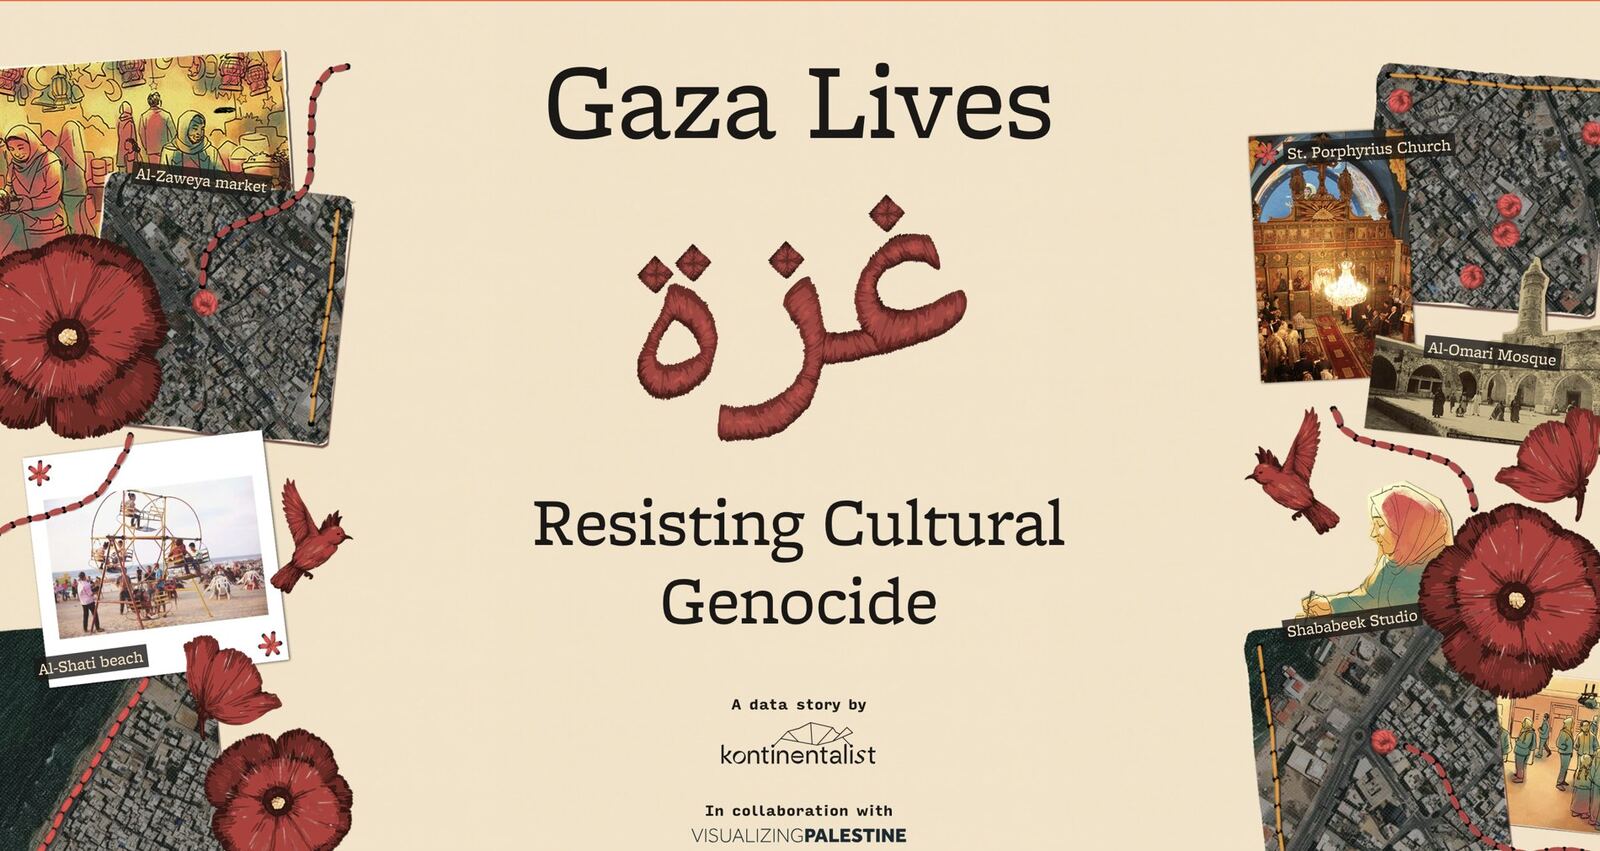 Gaza Lives
غزة
Resisting Cultural
Genocide
A data story by
kontinentalist
In collaboration with
VISUALIZINGPALESTINE
Al-Zaweya market
Al-Shati beach
St. Porphyrius Church
Al-Omari Mosque
Shababeek Studio